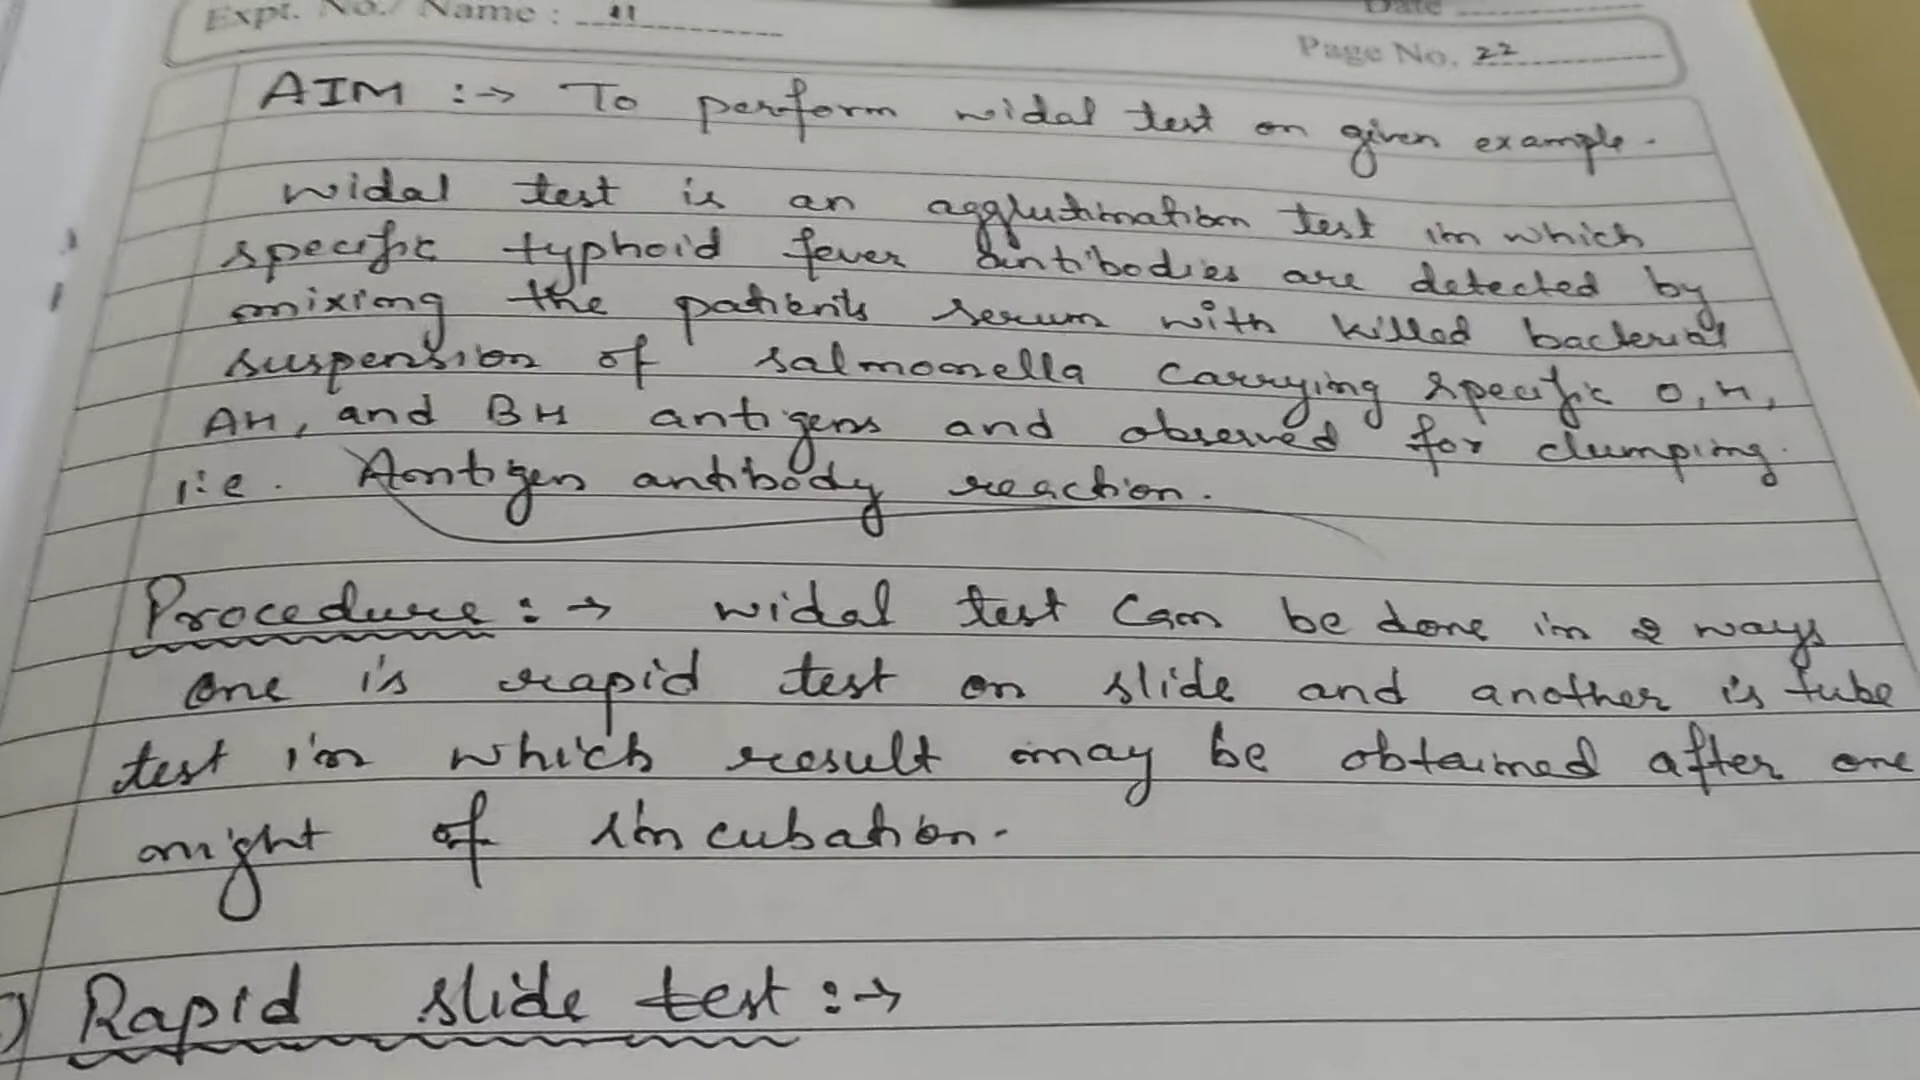 Expt. No./ Name : 11
Date
Page No. 22
AIM :→ To perform widal test on given example.
widal test is an agglutination test in which
specific typhoid fever antibodies are detected by
mixing the patients serum with killed bacterial
suspension of salmonella carrying specific O, H,
AH, and BH antigens and observed for clumping.
i.e. Antigen antibody reaction.
Procedure :→ widal test can be done in 2 ways
one is rapid test on slide and another is tube
test in which result may be obtained after one
night of incubation.
) Rapid slide test :→